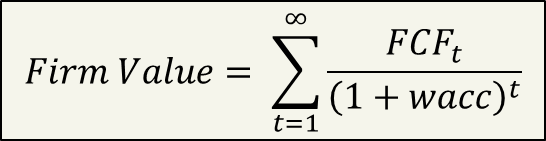 Firm Value = ∑_{t=1}^{∞} FCF_t / (1 + wacc)^t